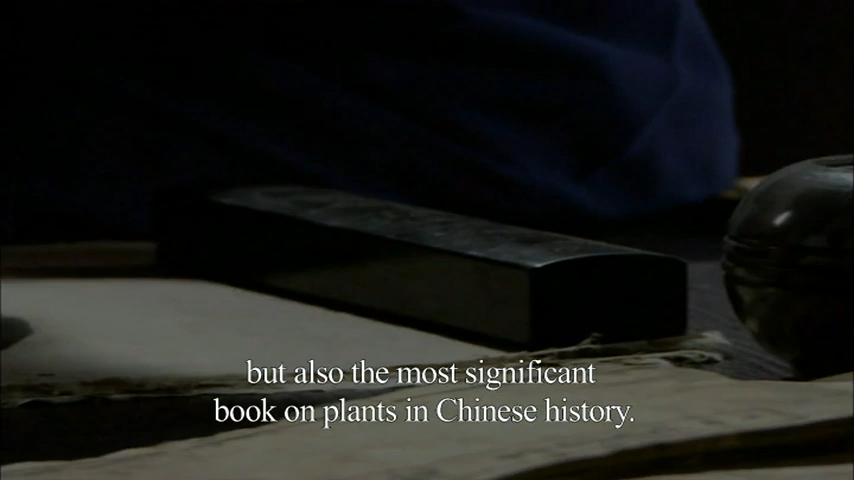 but also the most significant
book on plants in Chinese history.